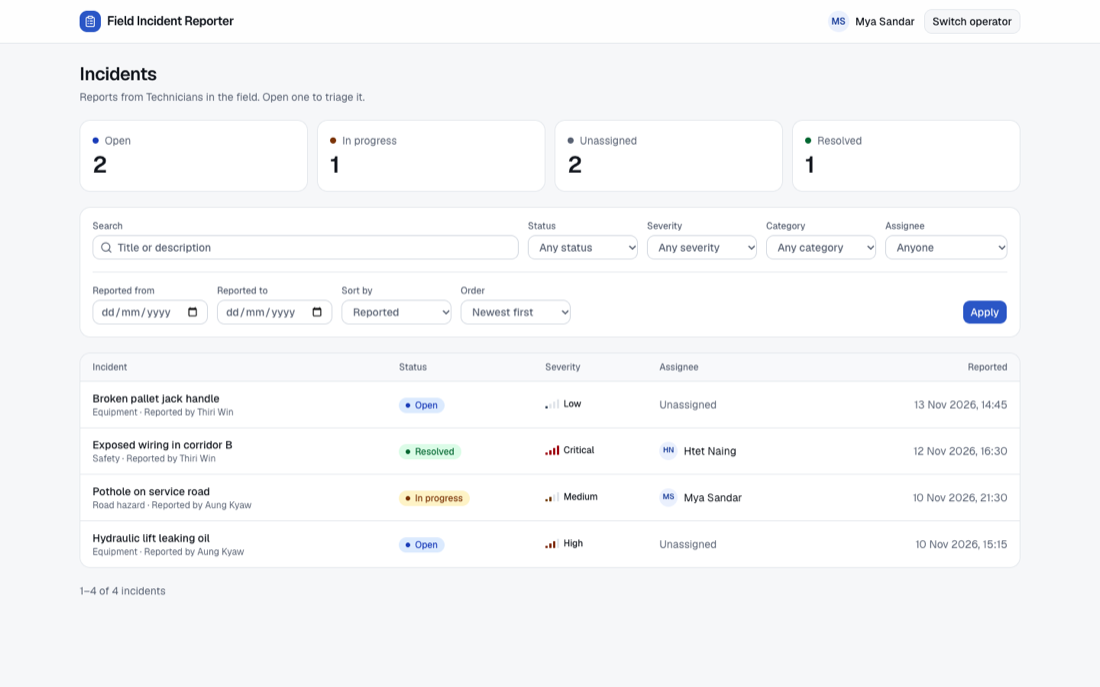 Field Incident Reporter
MS Mya Sandar Switch operator
Incidents
Reports from Technicians in the field. Open one to triage it.
Open In progress Unassigned Resolved
2 1 2 1
Search Status Severity Category Assignee
Title or description Any status Any severity Any category Anyone
Reported from Reported to Sort by Order
dd/mm/yyyy dd/mm/yyyy Reported Newest first Apply
Incident Status Severity Assignee Reported
Broken pallet jack handle
Equipment · Reported by Thiri Win
Open Low Unassigned 13 Nov 2026, 14:45
Exposed wiring in corridor B
Safety · Reported by Thiri Win
Resolved Critical HN Htet Naing 12 Nov 2026, 16:30
Pothole on service road
Road hazard · Reported by Aung Kyaw
In progress Medium MS Mya Sandar 10 Nov 2026, 21:30
Hydraulic lift leaking oil
Equipment · Reported by Aung Kyaw
Open High Unassigned 10 Nov 2026, 15:15
1–4 of 4 incidents